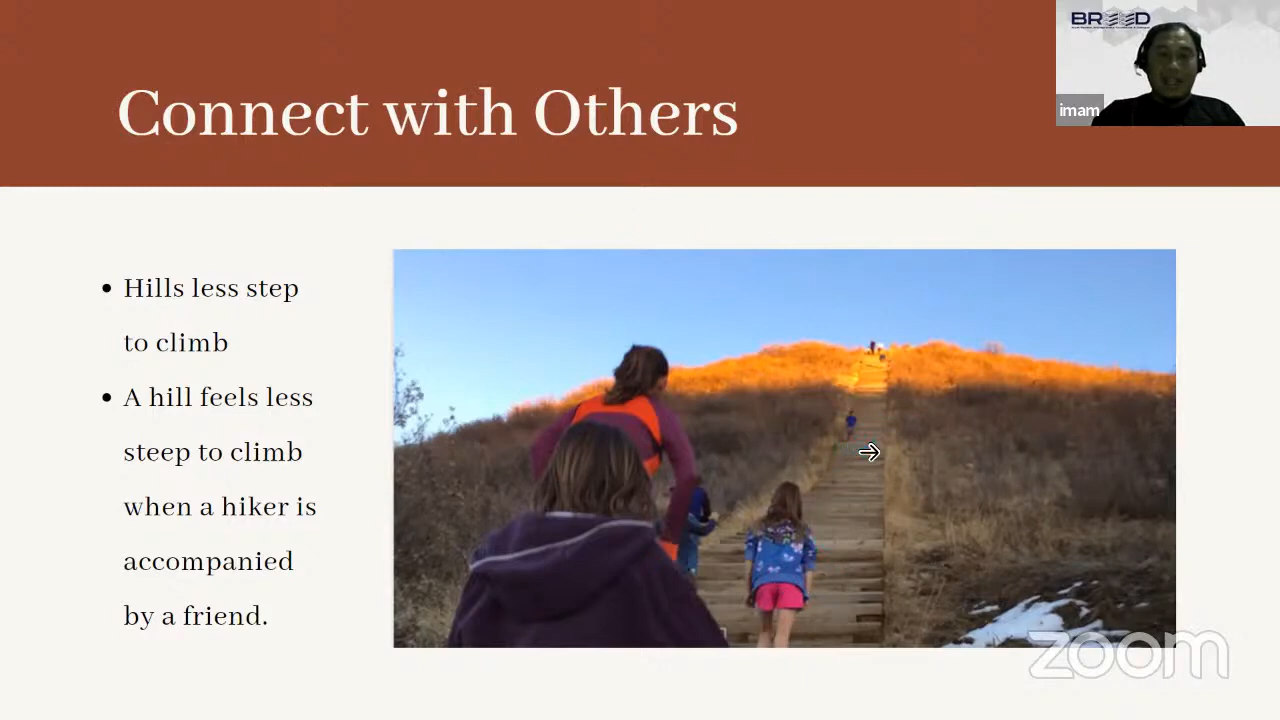 Connect with Others
BREED
imam
• Hills less step
to climb
• A hill feels less
steep to climb
when a hiker is
accompanied
by a friend.
zoom